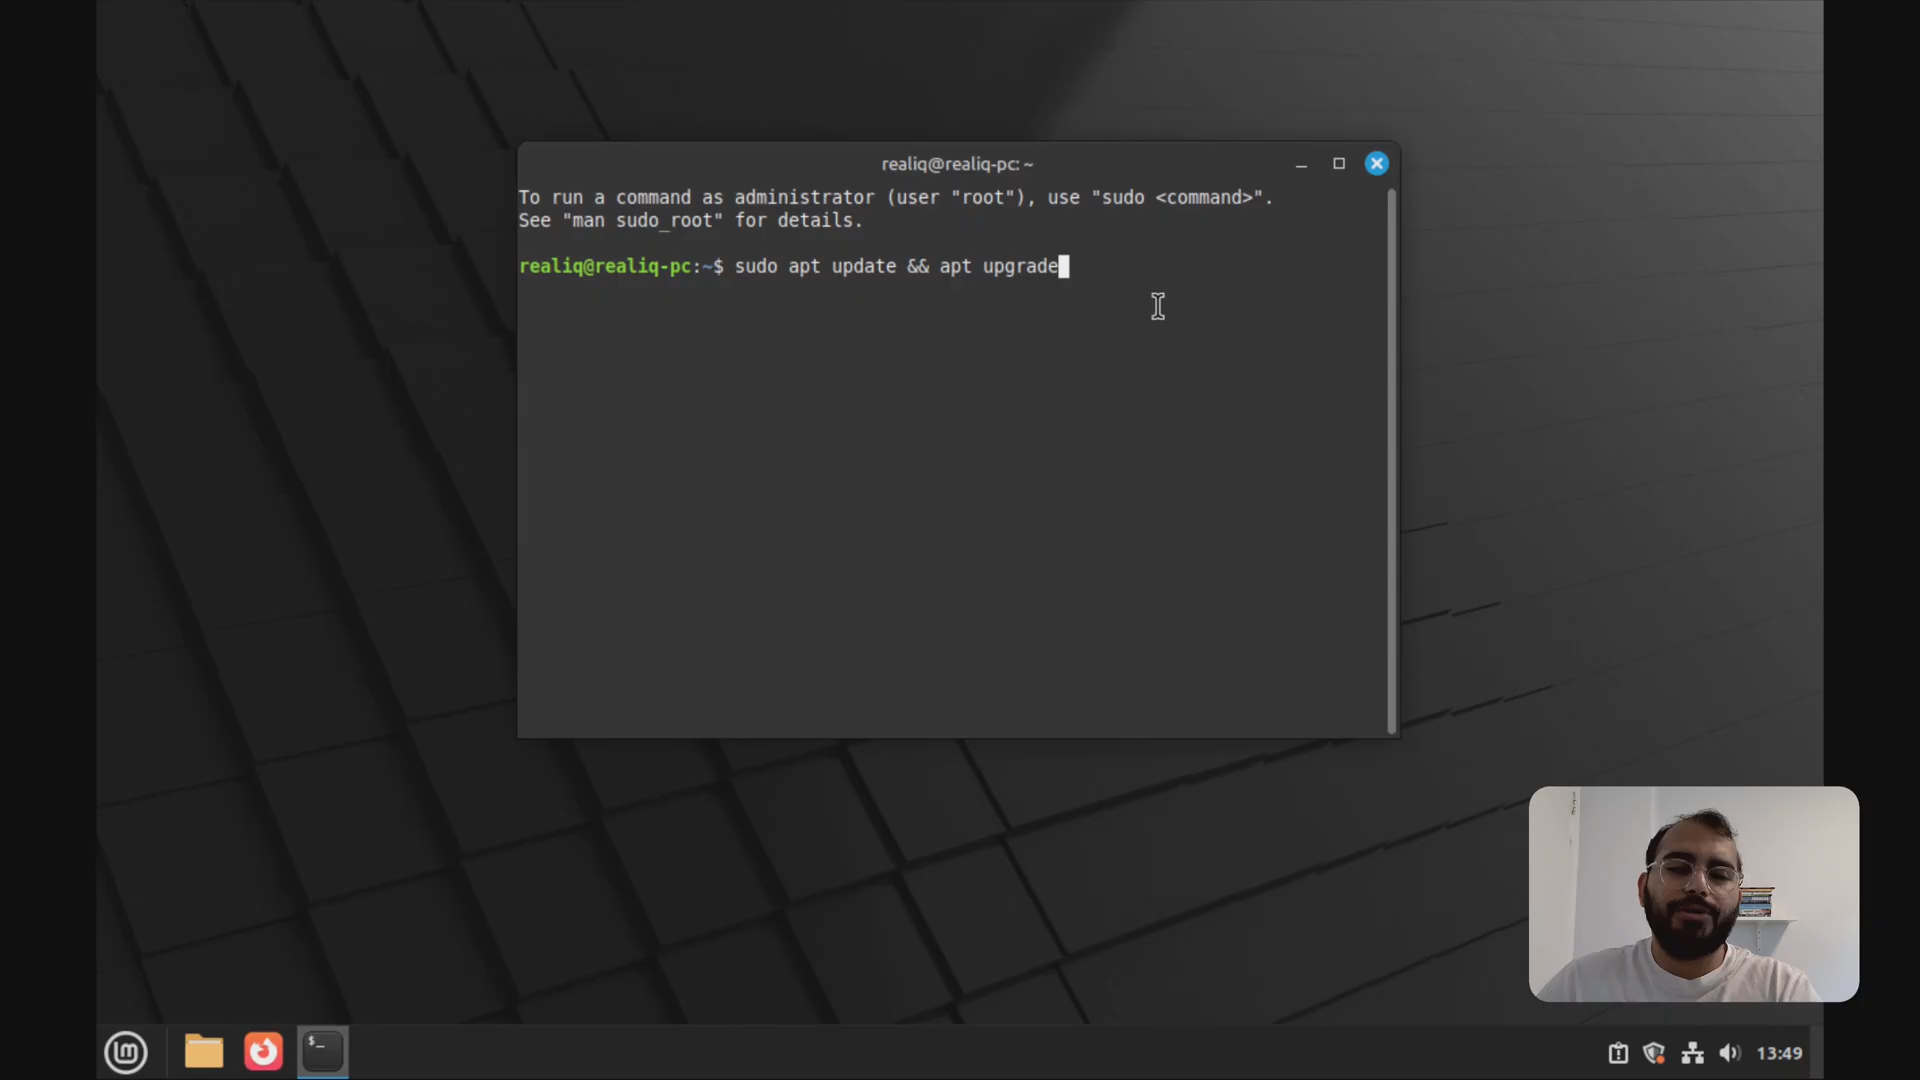 realiq@realiq-pc: ~
To run a command as administrator (user "root"), use "sudo <command>".
See "man sudo_root" for details.
realiq@realiq-pc:~$ sudo apt update && apt upgrade
$_
13:49